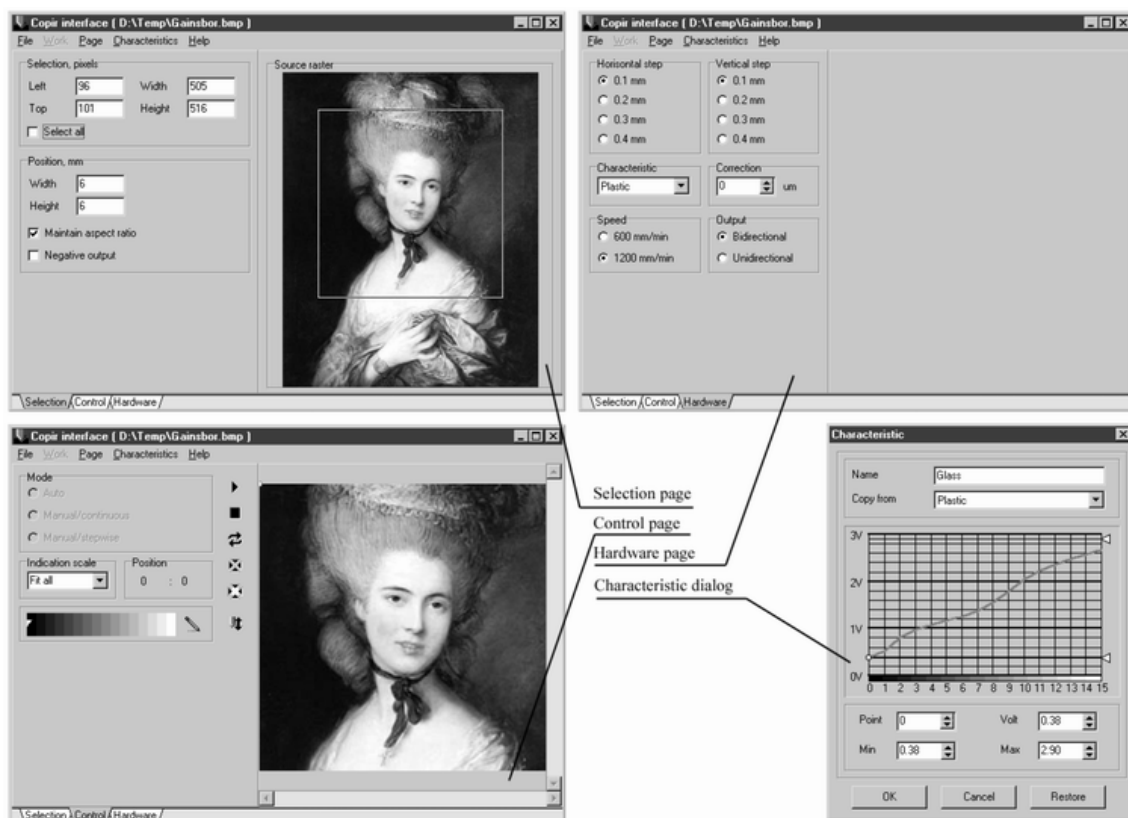 Copir interface ( D:\Temp\Gainsbor.bmp )
File Work Page Characteristics Help
Selection, pixels
Left 96 Width 505
Top 101 Height 516
Select all
Position, mm
Width 6
Height 6
Maintain aspect ratio
Negative output
Source raster
Selection Control Hardware
Copir interface ( D:\Temp\Gainsbor.bmp )
File Work Page Characteristics Help
Horisontal step
0.1 mm
0.2 mm
0.3 mm
0.4 mm
Vertical step
0.1 mm
0.2 mm
0.3 mm
0.4 mm
Characteristic
Plastic
Correction
0 um
Speed
600 mm/min
1200 mm/min
Output
Bidirectional
Unidirectional
Selection Control Hardware
Copir interface ( D:\Temp\Gainsbor.bmp )
File Work Page Characteristics Help
Mode
Auto
Manual/continuous
Manual/stepwise
Indication scale
Fit all
Position
0 : 0
Selection Control Hardware
Selection page
Control page
Hardware page
Characteristic dialog
Characteristic
Name Glass
Copy from Plastic
3V
2V
1V
0V
0 1 2 3 4 5 6 7 8 9 10 11 12 13 14 15
Point 0 Volt 0.38
Min 0.38 Max 2.90
OK Cancel Restore